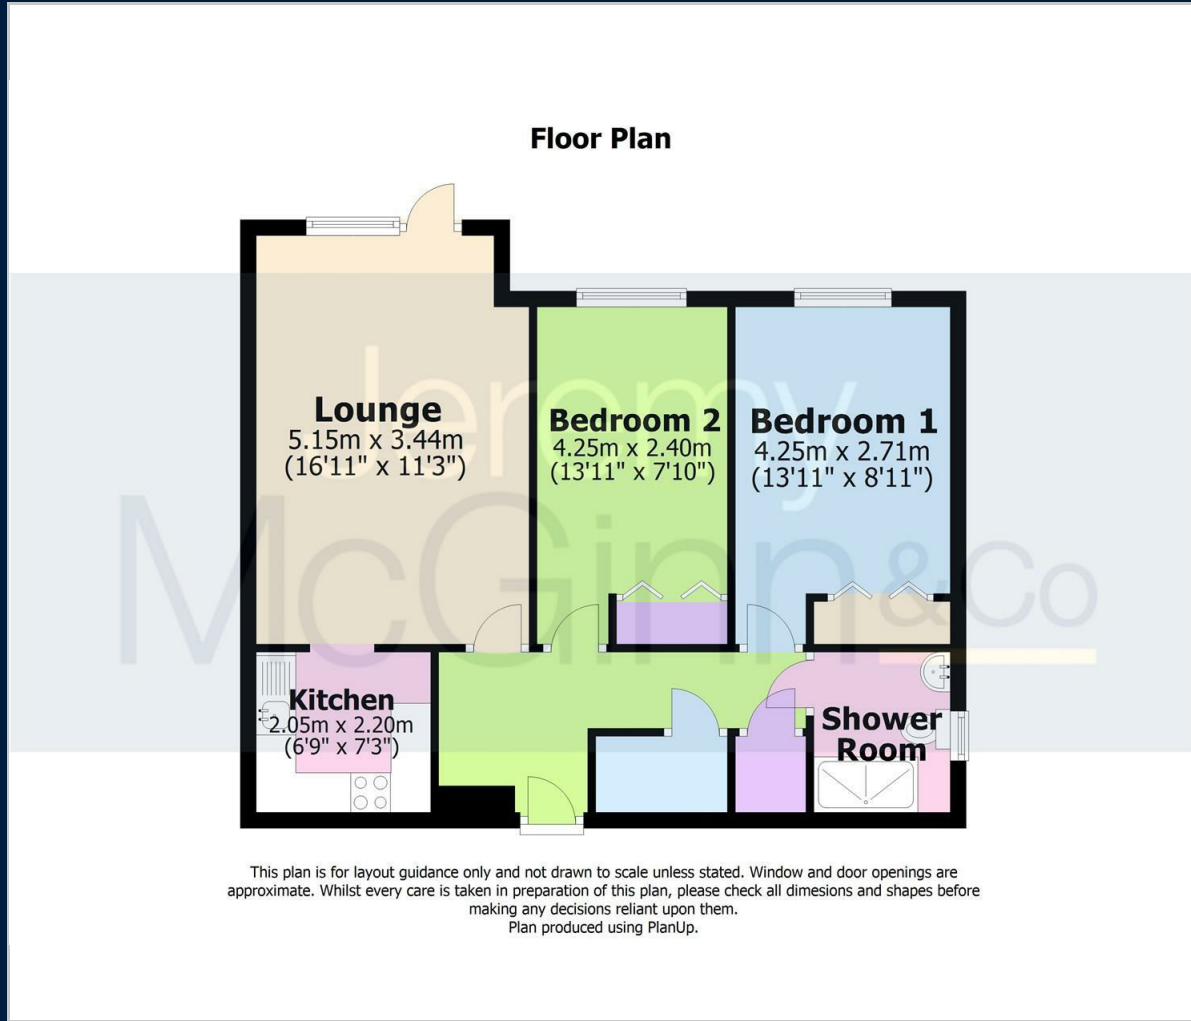 Floor Plan
Jeremy
McGinn & Co
Lounge
5.15m x 3.44m
(16'11" x 11'3")
Bedroom 2
4.25m x 2.40m
(13'11" x 7'10")
Bedroom 1
4.25m x 2.71m
(13'11" x 8'11")
Kitchen
2.05m x 2.20m
(6'9" x 7'3")
Shower
Room
This plan is for layout guidance only and not drawn to scale unless stated. Window and door openings are
approximate. Whilst every care is taken in preparation of this plan, please check all dimesions and shapes before
making any decisions reliant upon them.
Plan produced using PlanUp.